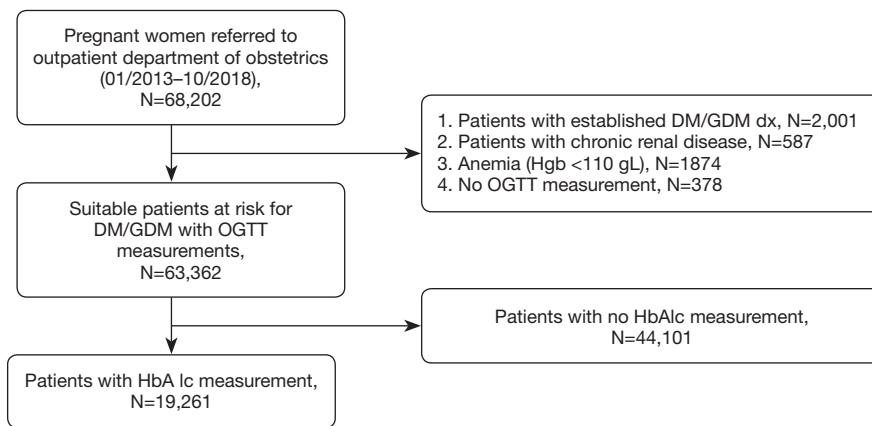 Pregnant women referred to
outpatient department of obstetrics
(01/2013–10/2018),
N=68,202
1. Patients with established DM/GDM dx, N=2,001
2. Patients with chronic renal disease, N=587
3. Anemia (Hgb <110 gL), N=1874
4. No OGTT measurement, N=378
Suitable patients at risk for
DM/GDM with OGTT
measurements,
N=63,362
Patients with no HbAlc measurement,
N=44,101
Patients with HbA lc measurement,
N=19,261